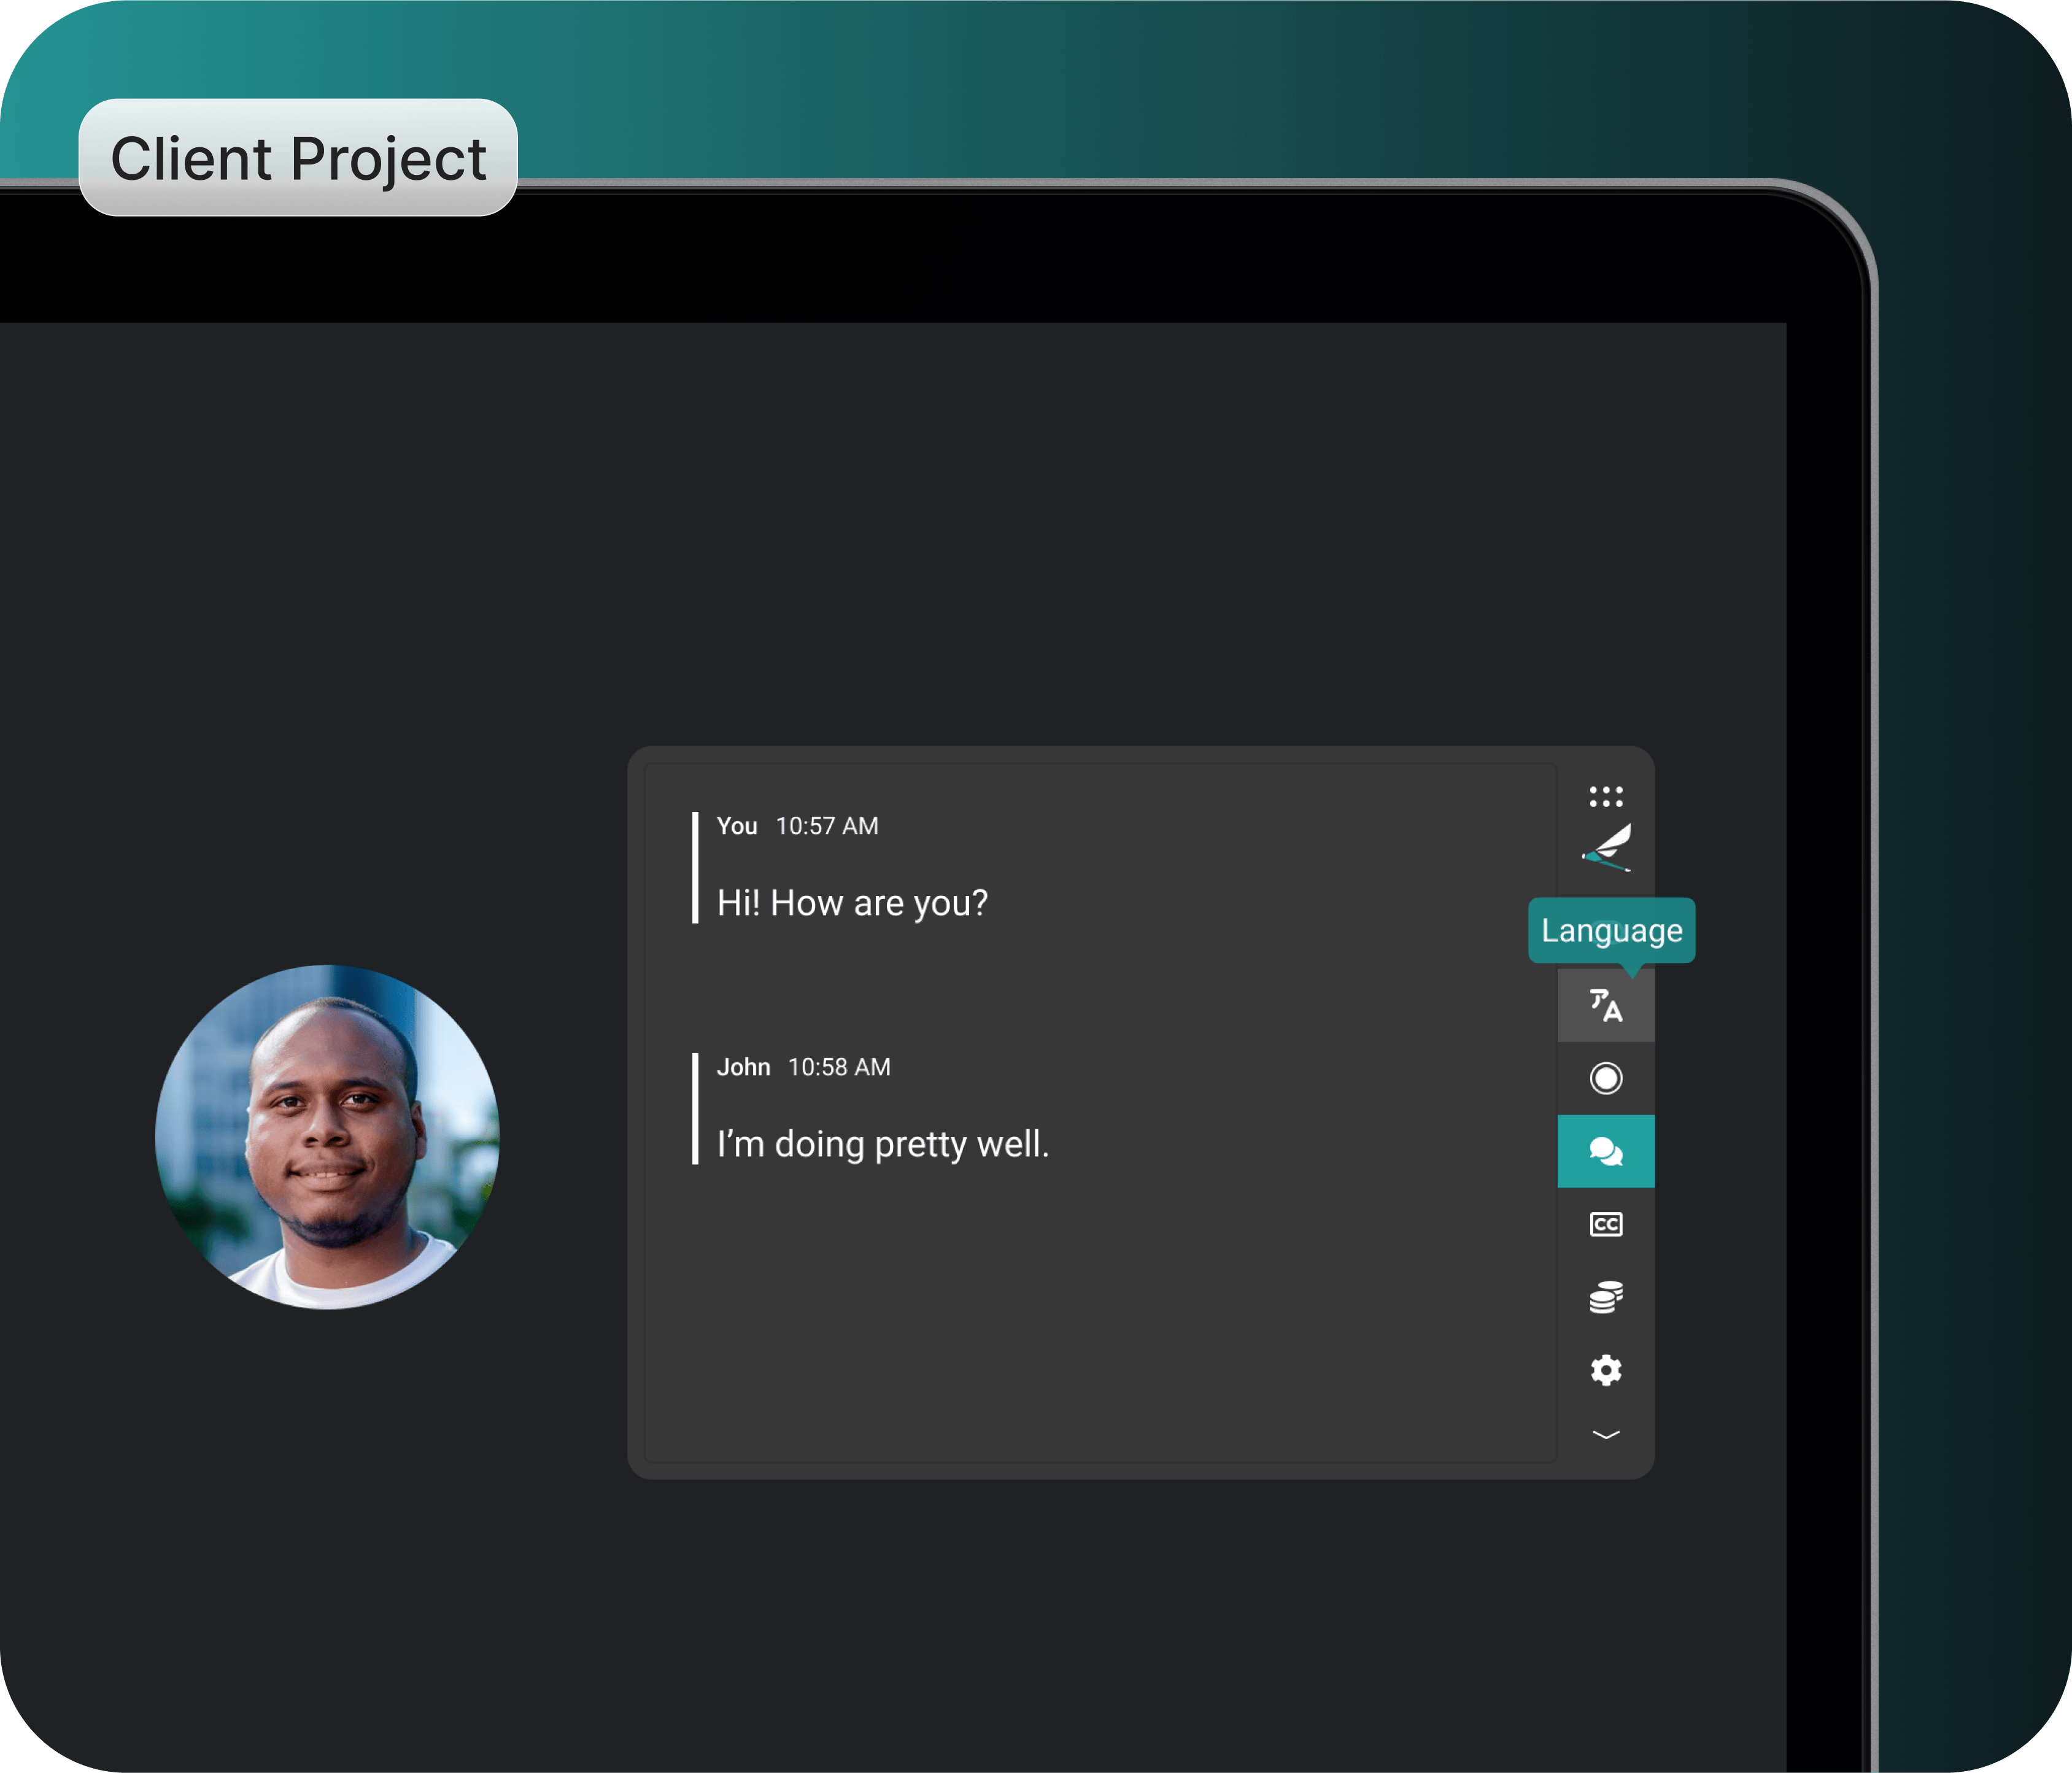 Client Project
You 10:57 AM
Hi! How are you?
Language
John 10:58 AM
I’m doing pretty well.
CC